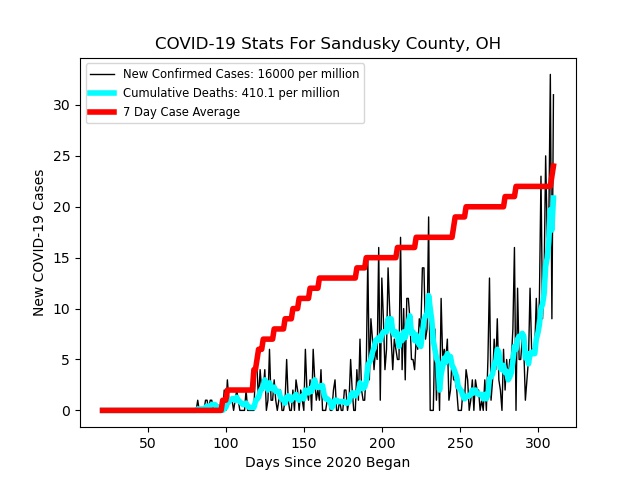 COVID-19 Stats For Sandusky County, OH
New Confirmed Cases: 16000 per million
Cumulative Deaths: 410.1 per million
7 Day Case Average
New COVID-19 Cases
30
25
20
15
10
5
0
50 100 150 200 250 300
Days Since 2020 Began